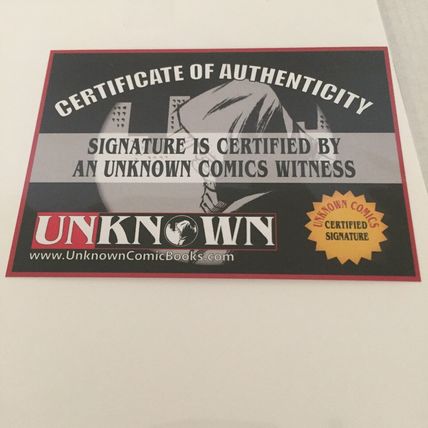 CERTIFICATE OF AUTHENTICITY
SIGNATURE IS CERTIFIED BY
AN UNKNOWN COMICS WITNESS
UNKNOWN
www.UnknownComicBooks.com
UNKNOWN COMICS
CERTIFIED
SIGNATURE